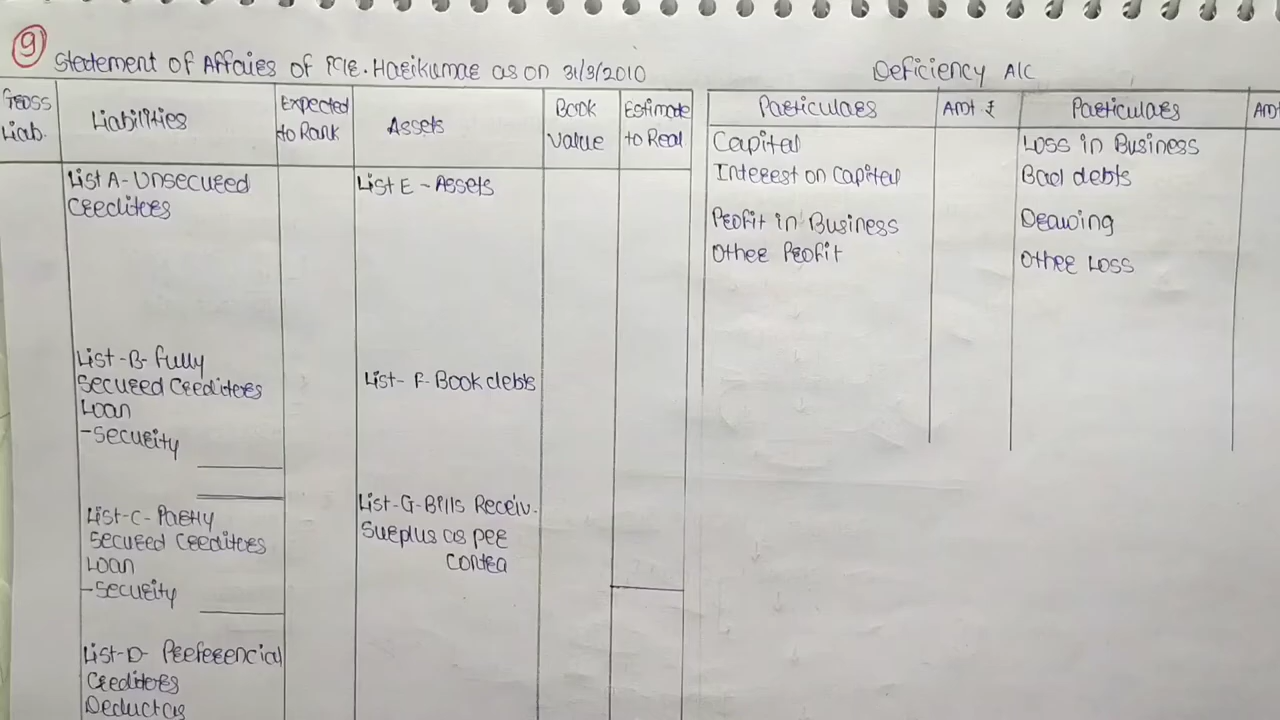 9
Statement of Affairs of Mr. Harikumar as on 31/3/2010
Deficiency A/C
Gross Liab.
Liabilities
Expected to Rank
Assets
Book Value
Estimate to Real
Particulars
Amt ₹
Particulars
Amt
List A - Unsecured
Creditors
List E - Assets
List - B - Fully
Secured Creditors
Loan
- Security
List - F - Book debts
List - C - Partly
Secured Creditors
Loan
- Security
List - G - Bills Receiv.
Surplus as per
Contra
List - D - Preferencial
Creditors
Deduct as
Capital
Interest on Capital
Profit in Business
Other Profit
Loss in Business
Bad debts
Drawing
Other Loss